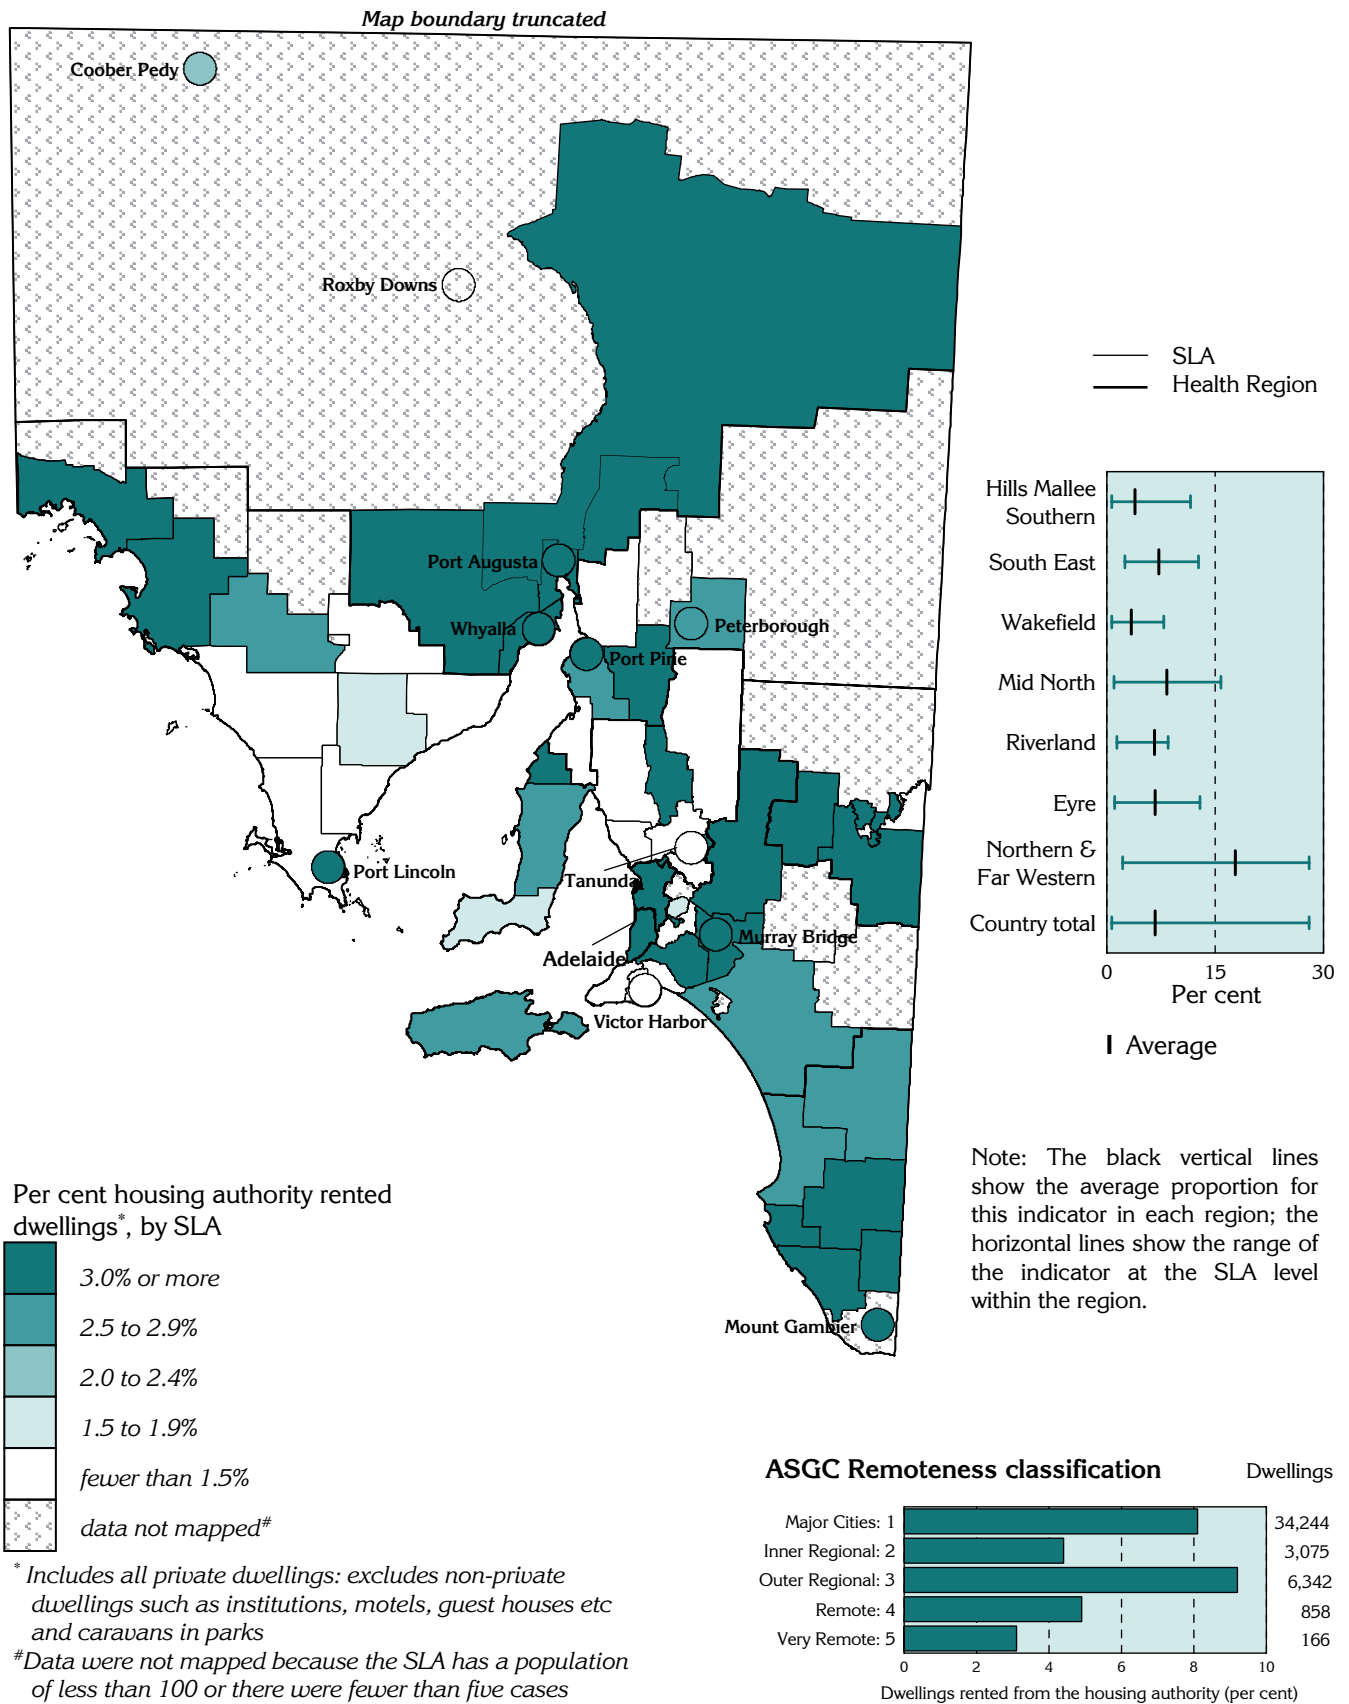 Map boundary truncated
Coober Pedy
Roxby Downs
SLA
Health Region
Port Augusta
Whyalla
Peterborough
Port Pirie
Port Lincoln
Tanunda
Murray Bridge
Adelaide
Victor Harbor
Mount Gambier
Hills Mallee
Southern
South East
Wakefield
Mid North
Riverland
Eyre
Northern &
Far Western
Country total
0 15 30
Per cent
Average
Note: The black vertical lines
show the average proportion for
this indicator in each region; the
horizontal lines show the range of
the indicator at the SLA level
within the region.
Per cent housing authority rented
dwellings*, by SLA
3.0% or more
2.5 to 2.9%
2.0 to 2.4%
1.5 to 1.9%
fewer than 1.5%
data not mapped#
* Includes all private dwellings: excludes non-private
dwellings such as institutions, motels, guest houses etc
and caravans in parks
#Data were not mapped because the SLA has a population
of less than 100 or there were fewer than five cases
ASGC Remoteness classification Dwellings
Major Cities: 1 34,244
Inner Regional: 2 3,075
Outer Regional: 3 6,342
Remote: 4 858
Very Remote: 5 166
0 2 4 6 8 10
Dwellings rented from the housing authority (per cent)